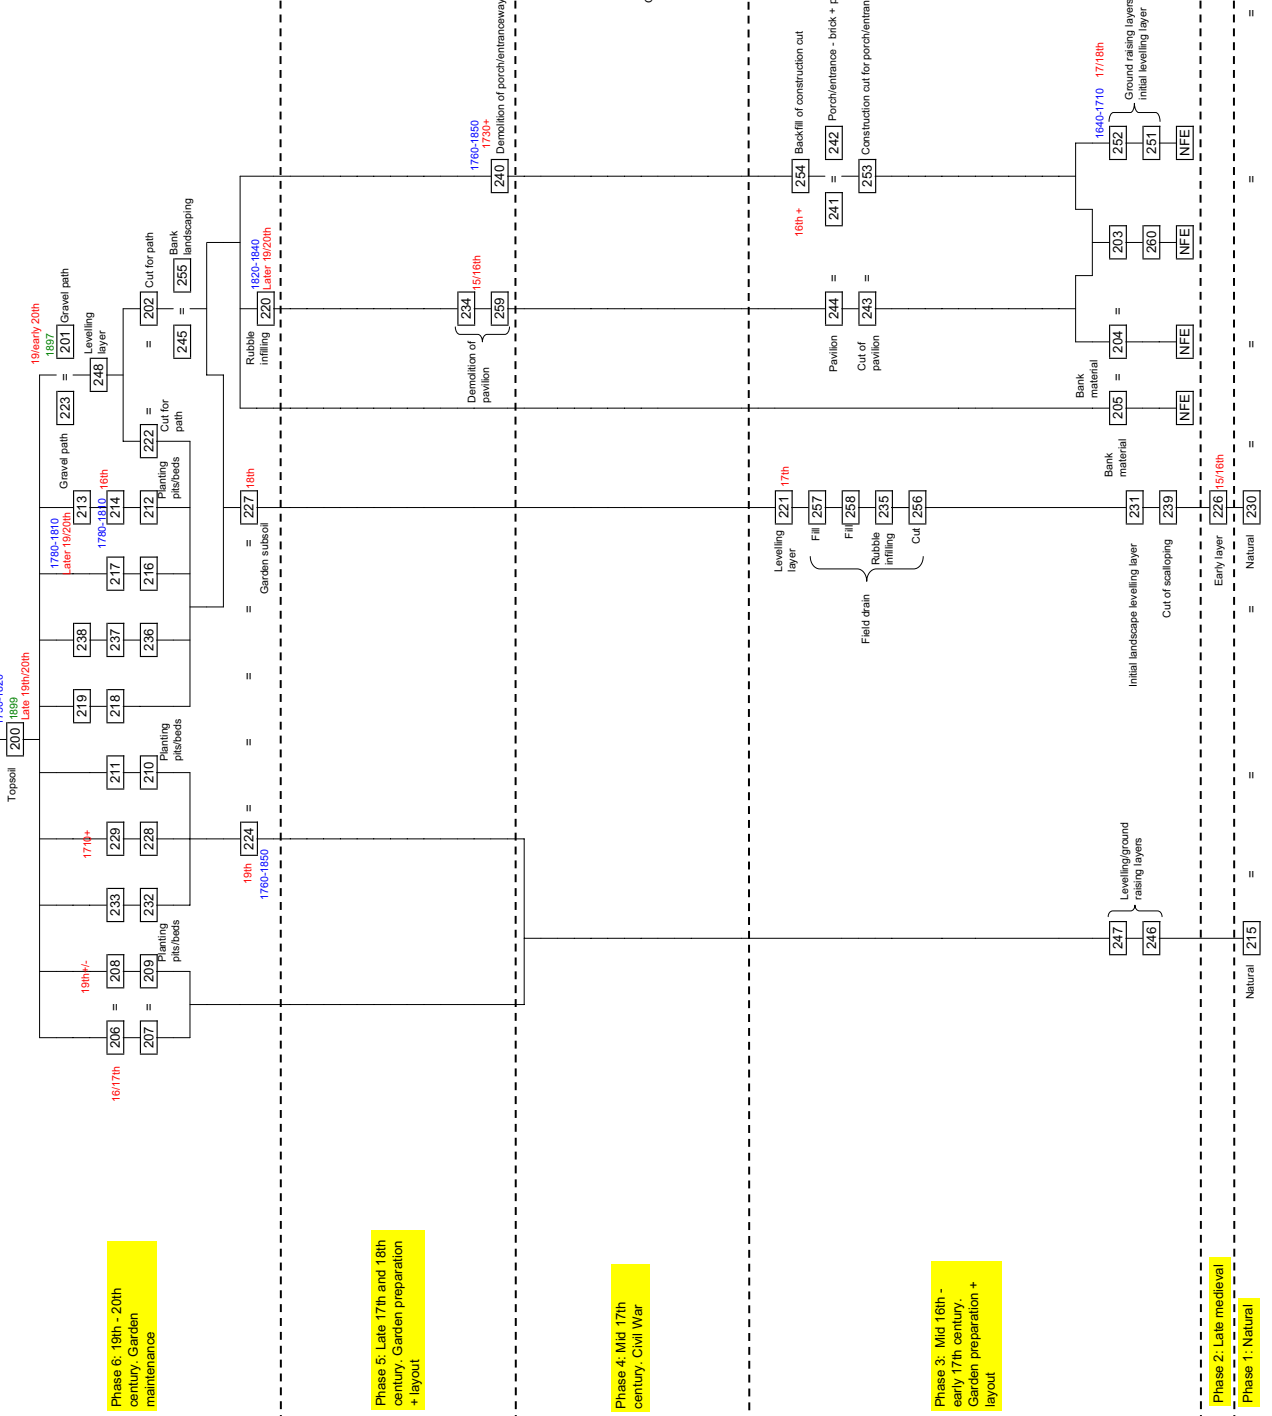 Topsoil
200
1899
Late 19th/20th
19/early 20th
1897
Gravel path
223
=
201
Gravel path
1780-1810
Later 19/20th
219
238
213
Levelling
layer
248
16/17th
206
=
208
19th+/-
233
229
1710+
211
218
237
217
214
1780-1810
16th
Phase 6: 19th - 20th
century. Garden
maintenance
207
=
209
Planting
pits/beds
232
228
210
Planting
pits/beds
236
216
212
Planting
pits/beds
222
=
Cut for
path
=
202
Cut for path
245
=
255
Bank
landscaping
19th
1760-1850
224
=
=
=
=
=
227
18th
Garden subsoil
Rubble
infilling
220
1820-1840
Later 19/20th
Phase 5: Late 17th and 18th
century. Garden preparation
+ layout
Demolition of
pavilion
234
15/16th
259
1760-1850
1730+
240
Demolition of porch/entranceway
Phase 4: Mid 17th
century. Civil War
Levelling
layer
221
17th
16th +
254
Backfill of construction cut
Fill
257
Pavilion
244
=
241
=
242
Porch/entrance - brick +
Fill
258
Cut of
pavilion
243
=
253
Construction cut for
Field drain
Rubble
infilling
235
Cut
256
Phase 3: Mid 16th -
early 17th century.
Garden preparation +
layout
247
246
Levelling/ground
raising layers
Initial landscape levelling layer
231
Cut of scalloping
239
Bank
material
205
=
Bank
material
204
=
203
260
1640-1710
17/18th
252
251
Ground raising layers
initial levelling layer
NFE
NFE
NFE
NFE
Phase 2: Late medieval
Early layer
226
15/16th
Phase 1: Natural
Natural
215
=
=
=
Natural
230
=
=
=
=